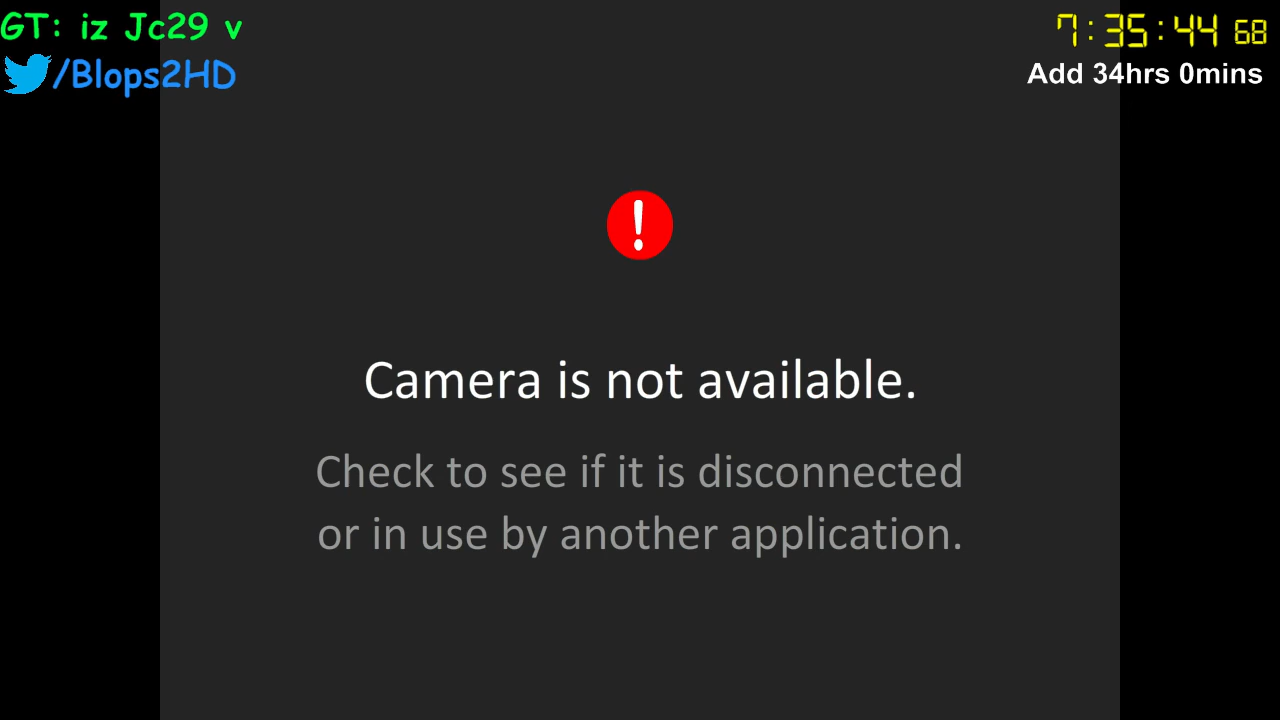 GT: iz Jc29 v
/Blops2HD
7:35:44 68
Add 34hrs 0mins
!
Camera is not available.
Check to see if it is disconnected
or in use by another application.